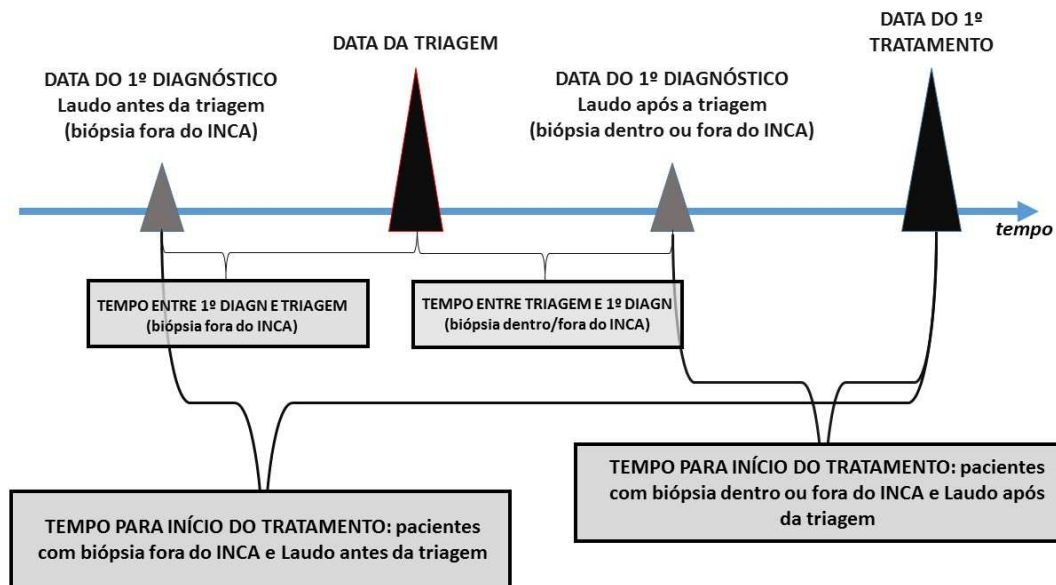 DATA DO 1º DIAGNÓSTICO
Laudo antes da triagem
(biópsia fora do INCA)
DATA DA TRIAGEM
DATA DO 1º DIAGNÓSTICO
Laudo após a triagem
(biópsia dentro ou fora do INCA)
DATA DO 1º
TRATAMENTO
tempo
TEMPO ENTRE 1º DIAGN E TRIAGEM
(biópsia fora do INCA)
TEMPO ENTRE TRIAGEM E 1º DIAGN
(biópsia dentro/fora do INCA)
TEMPO PARA INÍCIO DO TRATAMENTO: pacientes
com biópsia fora do INCA e Laudo antes da triagem
TEMPO PARA INÍCIO DO TRATAMENTO: pacientes
com biópsia dentro ou fora do INCA e Laudo após
da triagem